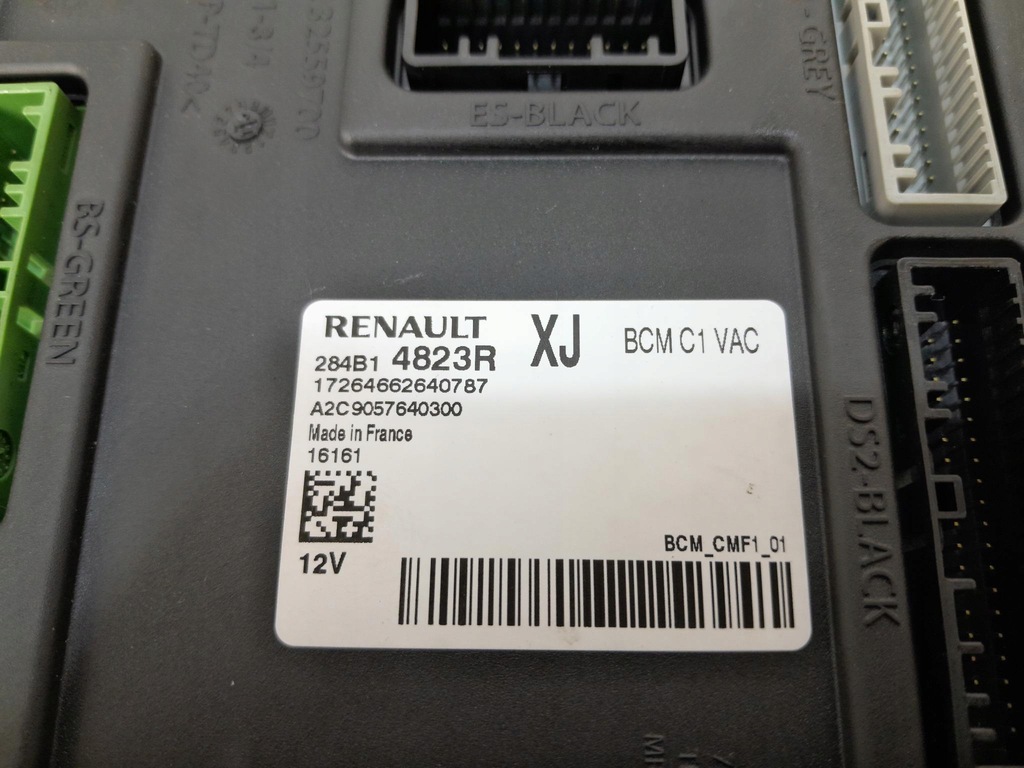 ES-BLACK
BS-GREEN
-GREY
DS2-BLACK
RENAULT
XJ
BCM C1 VAC
284B1 4823R
17264662640787
A2C9057640300
Made in France
16161
12V
BCM_CMF1_01